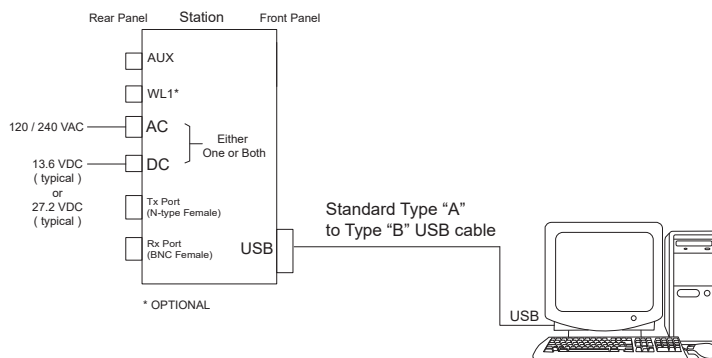 Rear Panel
Station
Front Panel
AUX
WL1*
120 / 240 VAC
AC
Either
One or Both
13.6 VDC
( typical )
or
27.2 VDC
( typical )
DC
Tx Port
(N-type Female)
Rx Port
(BNC Female)
USB
* OPTIONAL
Standard Type “A”
to Type “B” USB cable
USB